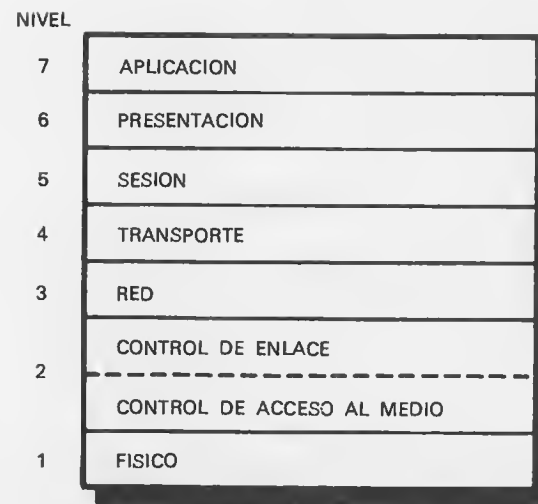 NIVEL
7 APLICACION
6 PRESENTACION
5 SESION
4 TRANSPORTE
3 RED
CONTROL DE ENLACE
2
CONTROL DE ACCESO AL MEDIO
1 FISICO